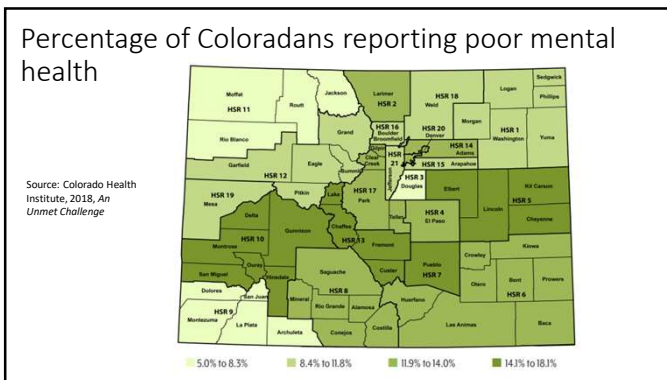 Percentage of Coloradans reporting poor mental
health
Source: Colorado Health
Institute, 2018, An
Unmet Challenge
Moffat
HSR 11
Routt
Jackson
Larimer
HSR 2
HSR 18
Weld
Logan
Sedgwick
Phillips
Rio Blanco
Grand
HSR 16
Boulder
Broomfield
HSR 20
Denver
Morgan
HSR 1
Washington
Yuma
Garfield
HSR 12
Eagle
Summit
Gilpin
Clear
Creek
HSR
21
Jefferson
HSR 14
Adams
HSR 15
Arapahoe
HSR 3
Douglas
Elbert
Kit Carson
HSR 5
HSR 19
Mesa
Pitkin
Lake
HSR 17
Park
Lincoln
Cheyenne
Delta
Gunnison
Chaffee
Teller
HSR 4
El Paso
Montrose
HSR 10
HSR 13
Fremont
Kiowa
Ouray
San Miguel
Hinsdale
Saguache
HSR 8
Custer
Pueblo
HSR 7
Crowley
Otero
Bent
HSR 6
Prowers
Dolores
San Juan
HSR 9
Mineral
Rio Grande
Alamosa
Huerfano
Montezuma
La Plata
Archuleta
Conejos
Costilla
Las Animas
Baca
5.0% to 8.3%
8.4% to 11.8%
11.9% to 14.0%
14.1% to 18.1%